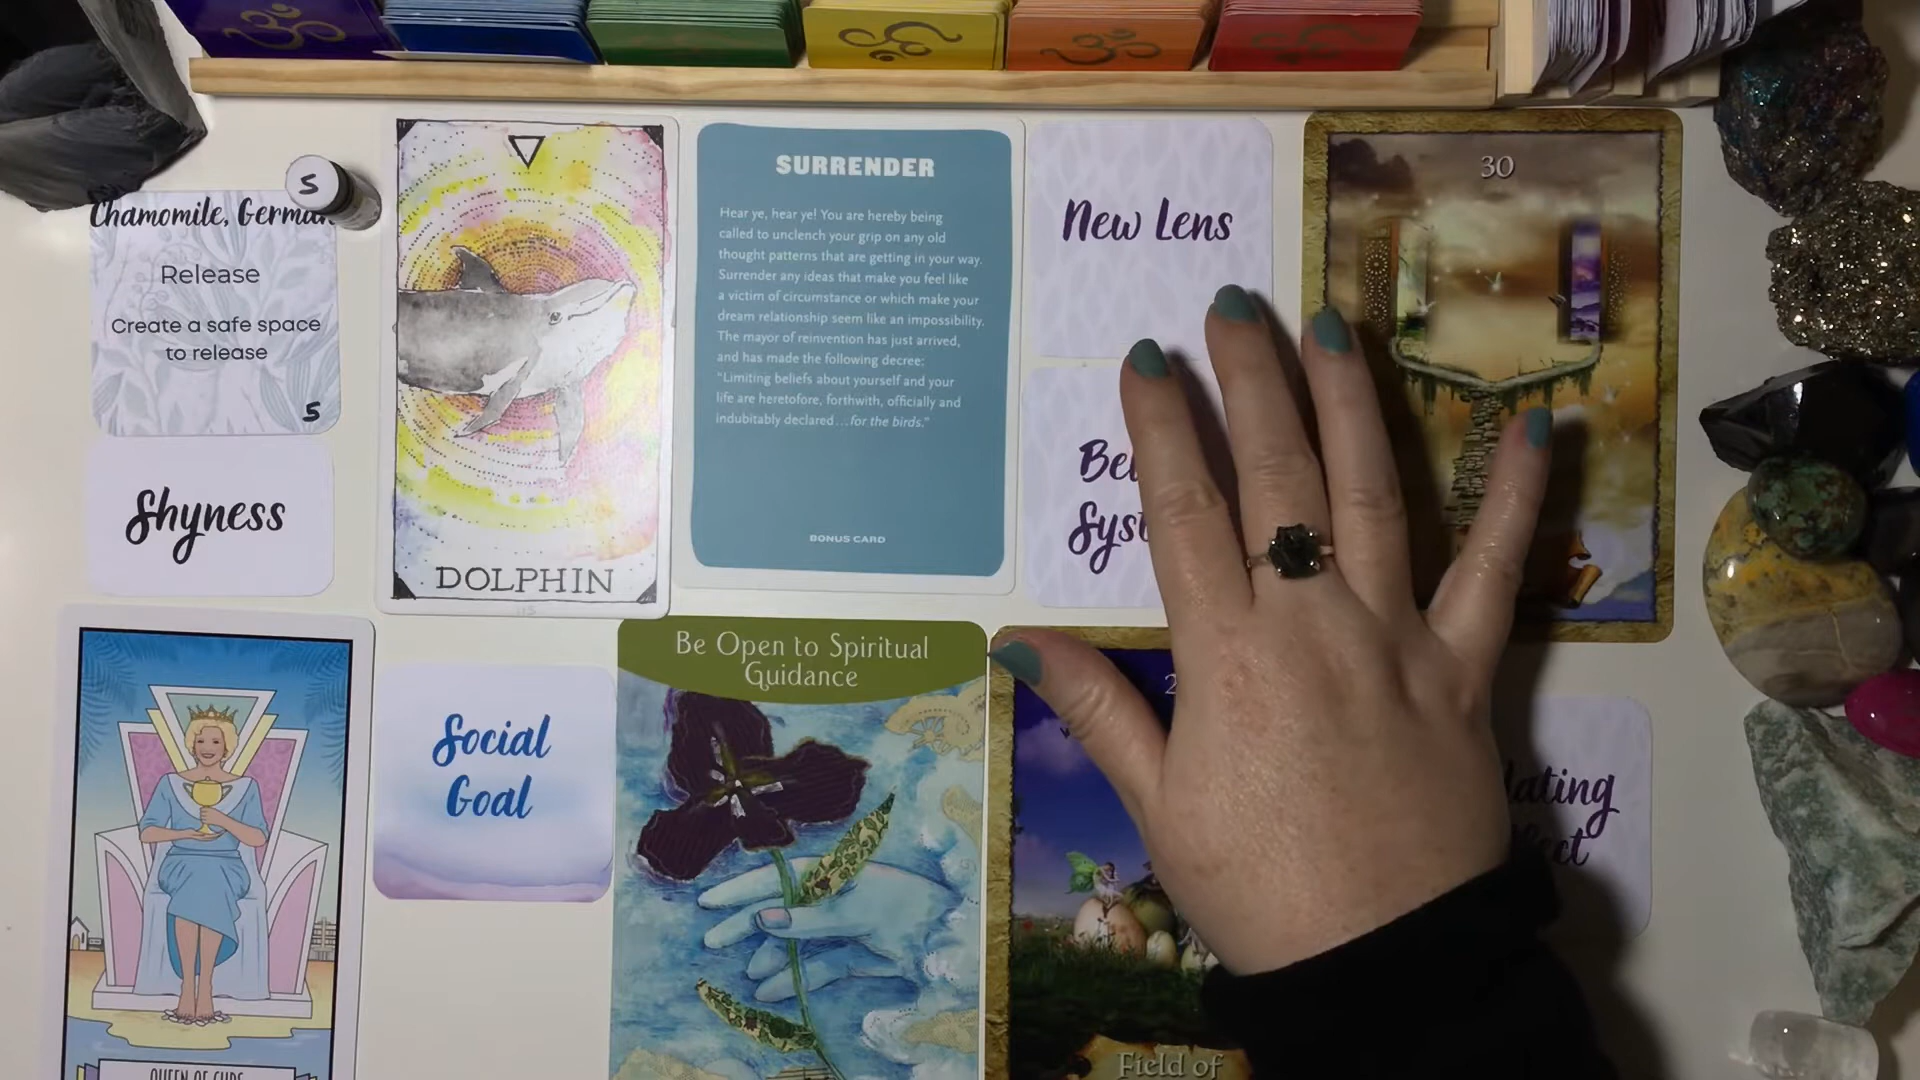 S
Chamomile, German
Release
Create a safe space
to release
5
Shyness
DOLPHIN
SURRENDER
Hear ye, hear ye! You are hereby being
called to unclench your grip on any old
thought patterns that are getting in your way.
Surrender any ideas that make you feel like
a victim of circumstance or which make your
dream relationship seem like an impossibility.
The mayor of reinvention has just arrived,
and has made the following decree:
“Limiting beliefs about yourself and your
life are heretofore, forthwith, officially and
indubitably declared...for the birds.”
BONUS CARD
New Lens
30
QUEEN OF CUPS
Social
Goal
Be Open to Spiritual
Guidance
Field of